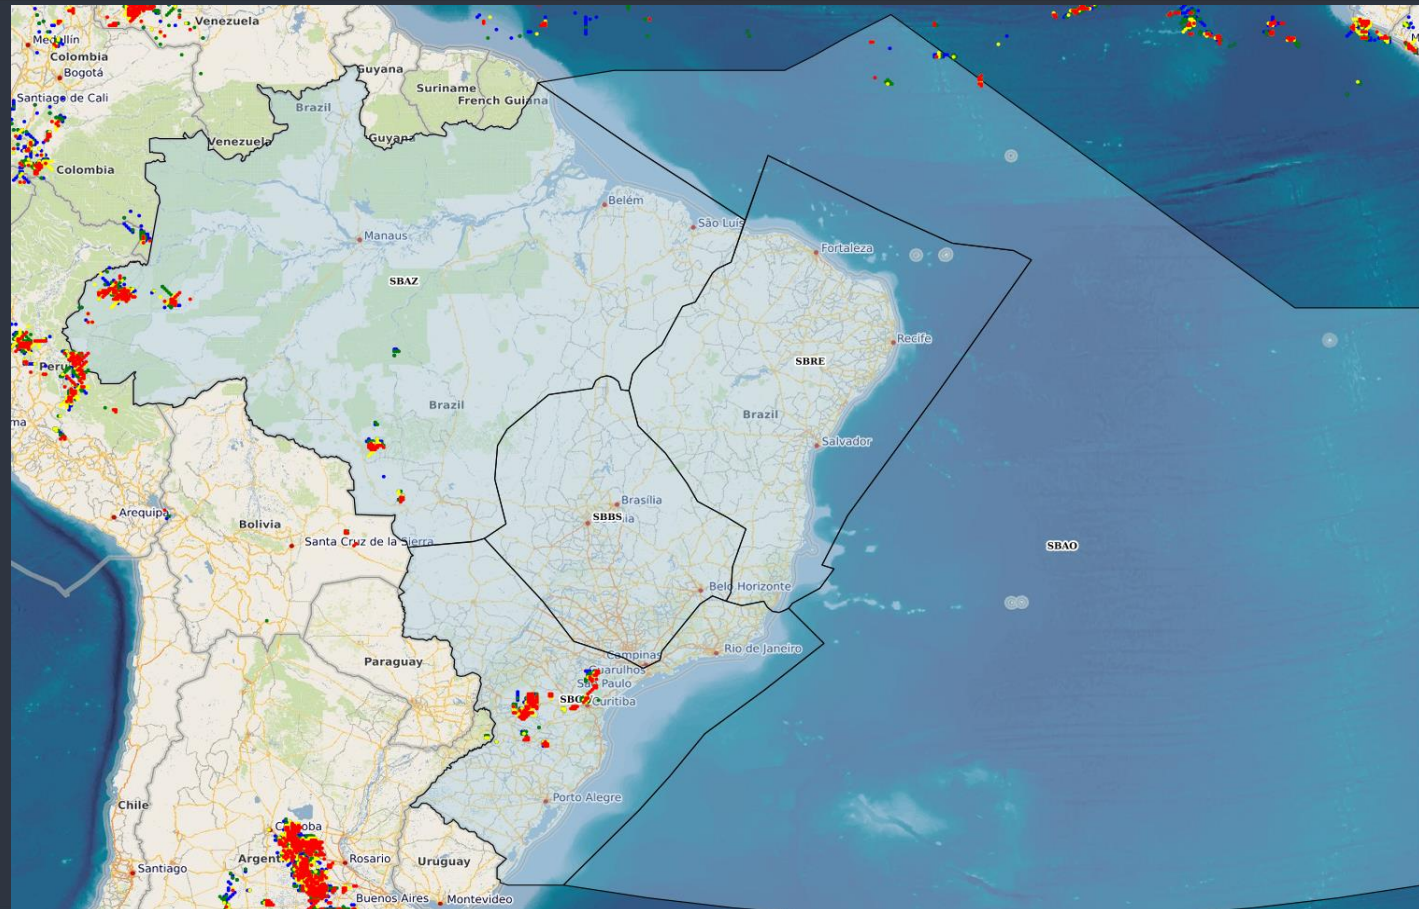 Venezuela
Medellín
Colombia
Bogotá
Guyana
Suriname
French Guiana
Santiago de Cali
Brazil
Venezuela
Guyana
Colombia
Belém
São Luís
Manaus
Fortaleza
SBAZ
Recife
Peru
SBRE
Brazil
Brazil
Salvador
Brasília
Arequipa
SBBS
Bolivia
Santa Cruz de la Sierra
SBAO
Belo Horizonte
Rio de Janeiro
Campinas
Paraguay
Guarulhos
São Paulo
Curitiba
Chile
Porto Alegre
Santiago
Rosario
Uruguay
Buenos Aires
Montevideo